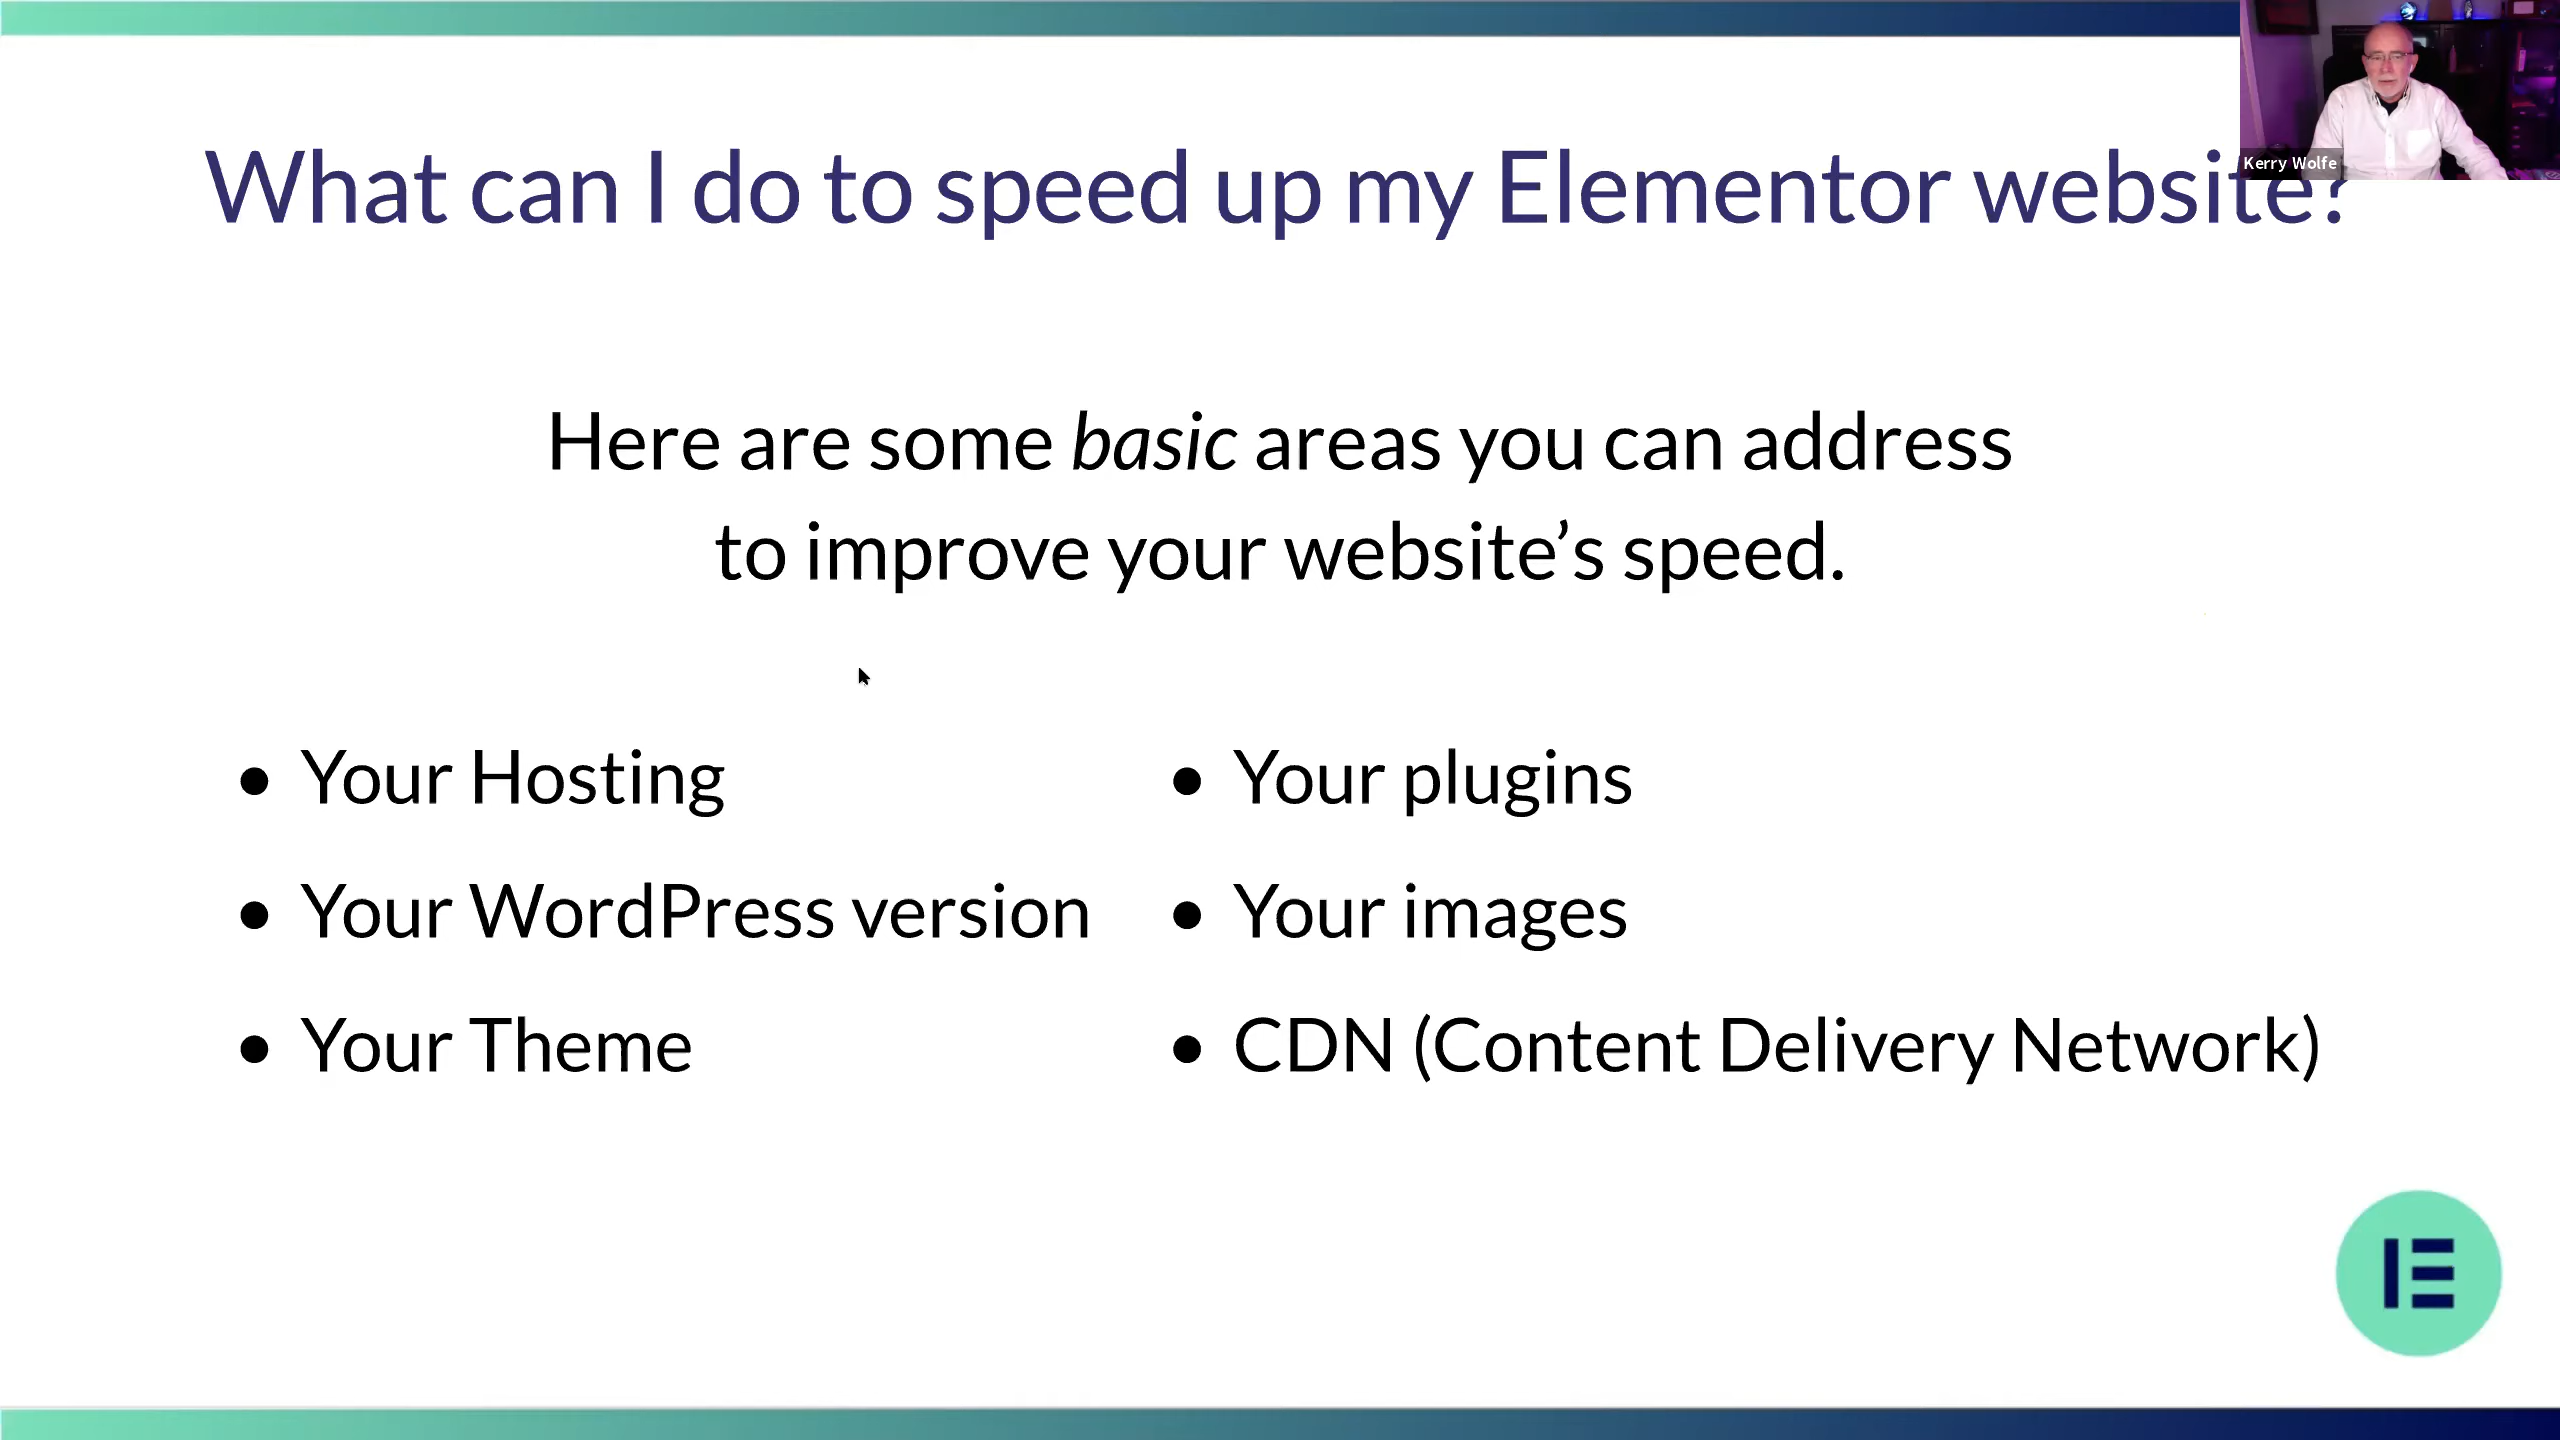 Kerry Wolfe
What can I do to speed up my Elementor website?
Here are some basic areas you can address
to improve your website’s speed.
• Your Hosting
• Your WordPress version
• Your Theme
• Your plugins
• Your images
• CDN (Content Delivery Network)